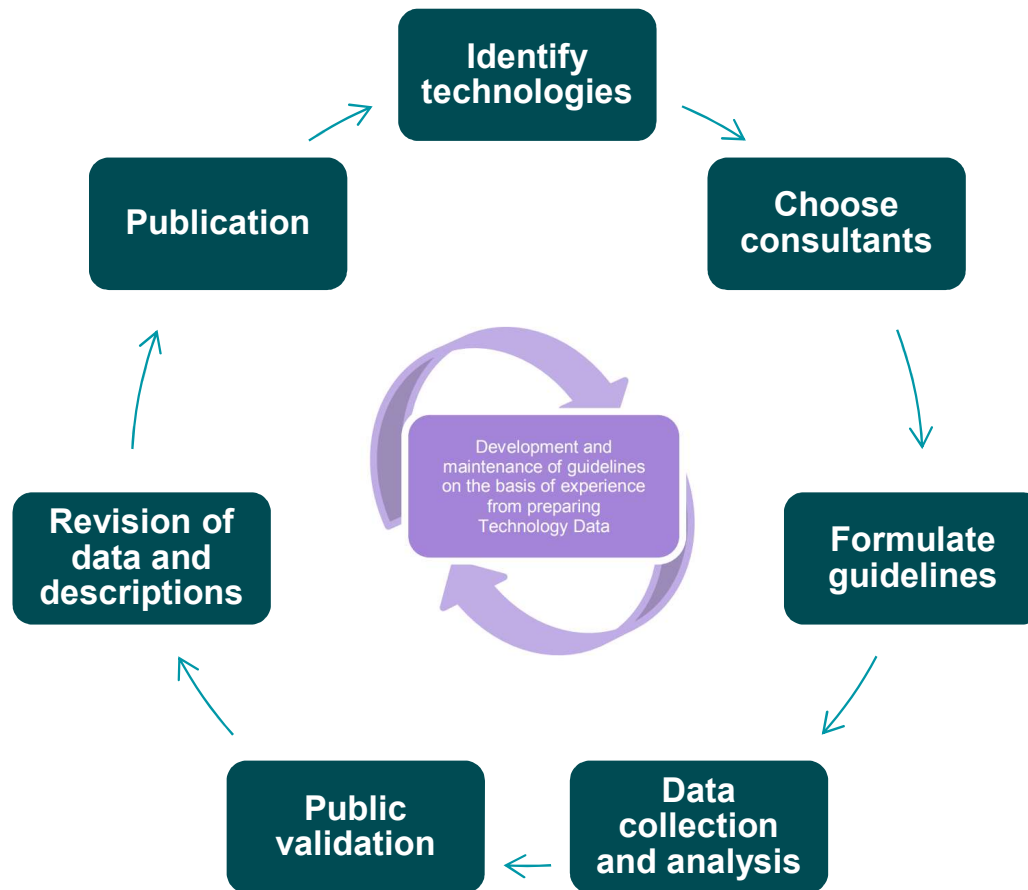 Identify
technologies
Choose
consultants
Formulate
guidelines
Data
collection
and analysis
Public
validation
Revision of
data and
descriptions
Publication
Development and
maintenance of guidelines
on the basis of experience
from preparing
Technology Data